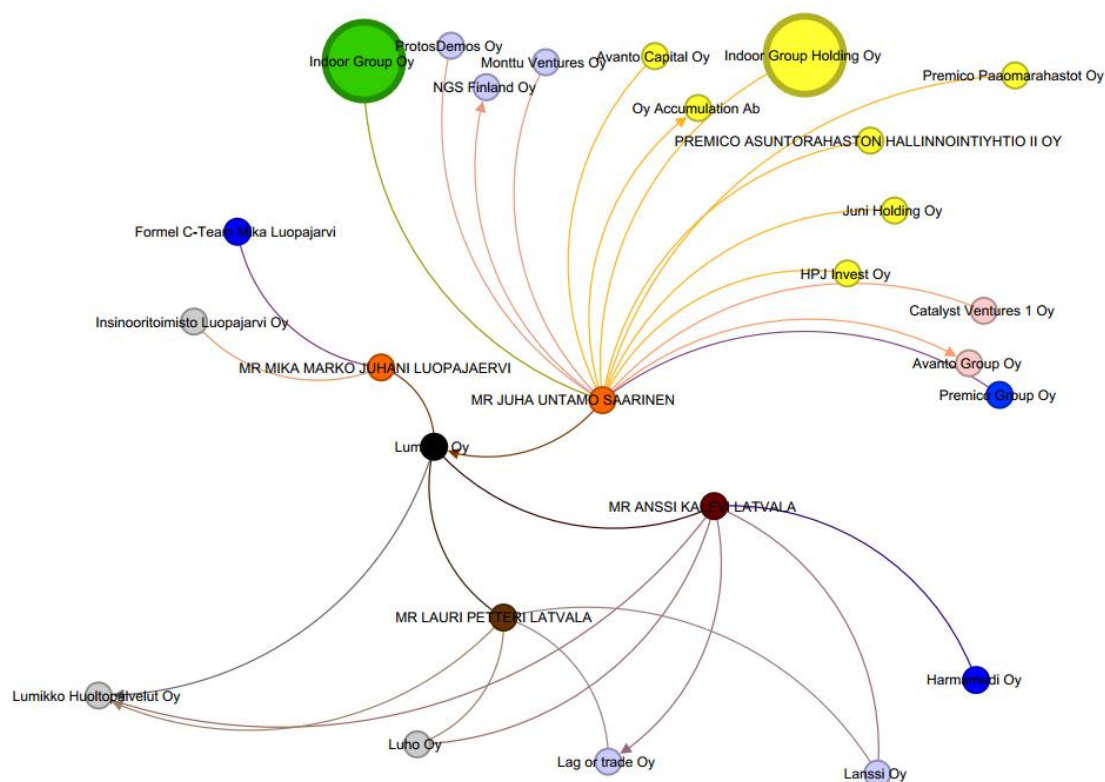 ProtosDemos Oy
Indoor Group Oy
Monttu Ventures Oy
Avanto Capital Oy
Indoor Group Holding Oy
Premico Paaomarahastot Oy
NGS Finland Oy
Oy Accumulation Ab
PREMICO ASUNTORAHASTON HALLINNOINTIYHTIO II OY
Juni Holding Oy
Formel C-Team Mika Luopajarvi
HPJ Invest Oy
Catalyst Ventures 1 Oy
Insinooritoimisto Luopajarvi Oy
MR MIKA MARKO JUHANI LUOPAJAERVI
Avanto Group Oy
Premico Group Oy
MR JUHA UNTAMO SAARINEN
Oy
MR ANSSI KALEVI LATVALA
MR LAURI PETTERI LATVALA
Harmamedi Oy
Lumikko Huoltopalvelut Oy
Luho Oy
Lag or trade Oy
Lanssi Oy